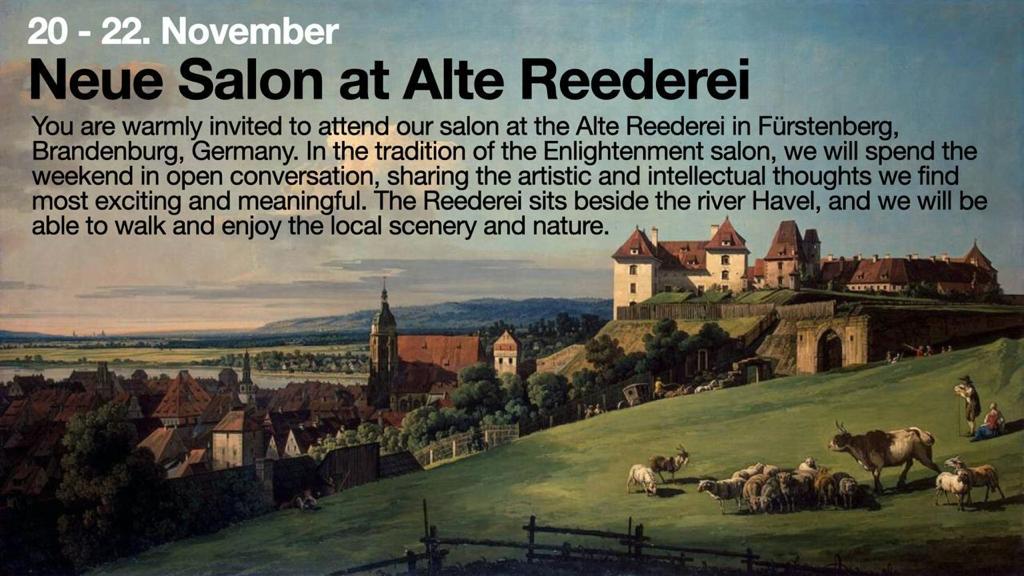 20 - 22. November
Neue Salon at Alte Reederei
You are warmly invited to attend our salon at the Alte Reederei in Fürstenberg,
Brandenburg, Germany. In the tradition of the Enlightenment salon, we will spend the
weekend in open conversation, sharing the artistic and intellectual thoughts we find
most exciting and meaningful. The Reederei sits beside the river Havel, and we will be
able to walk and enjoy the local scenery and nature.